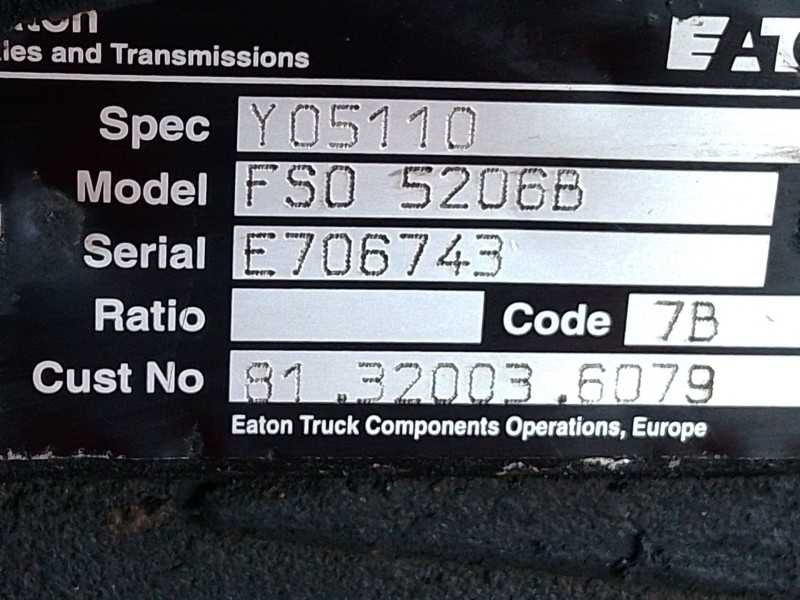 and Transmissions
Spec Y05110
Model FSO 5206B
Serial E706743
Ratio
Code 7B
Cust No 81.32003.6079
Eaton Truck Components Operations, Europe